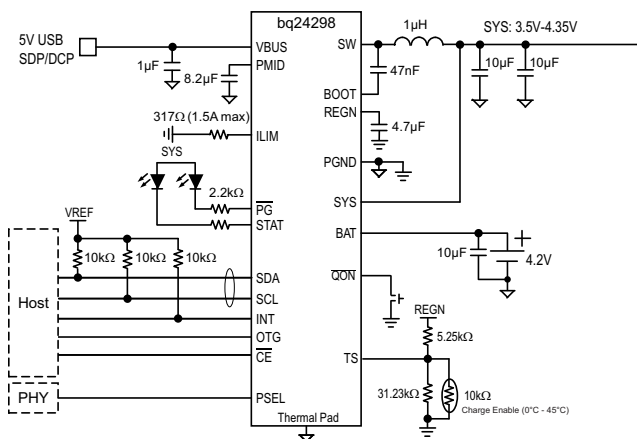 bq24298
5V USB
SDP/DCP
VBUS
1µF
PMID
8.2µF
317Ω (1.5A max)
ILIM
SYS
2.2kΩ
PG
STAT
VREF
10kΩ
10kΩ
10kΩ
Host
SDA
SCL
INT
OTG
CE
PHY
PSEL
Thermal Pad
SW
1µH
SYS: 3.5V-4.35V
10µF
10µF
47nF
BOOT
REGN
4.7µF
PGND
SYS
BAT
10µF
+
4.2V
QON
REGN
5.25kΩ
TS
31.23kΩ
10kΩ
Charge Enable (0°C - 45°C)